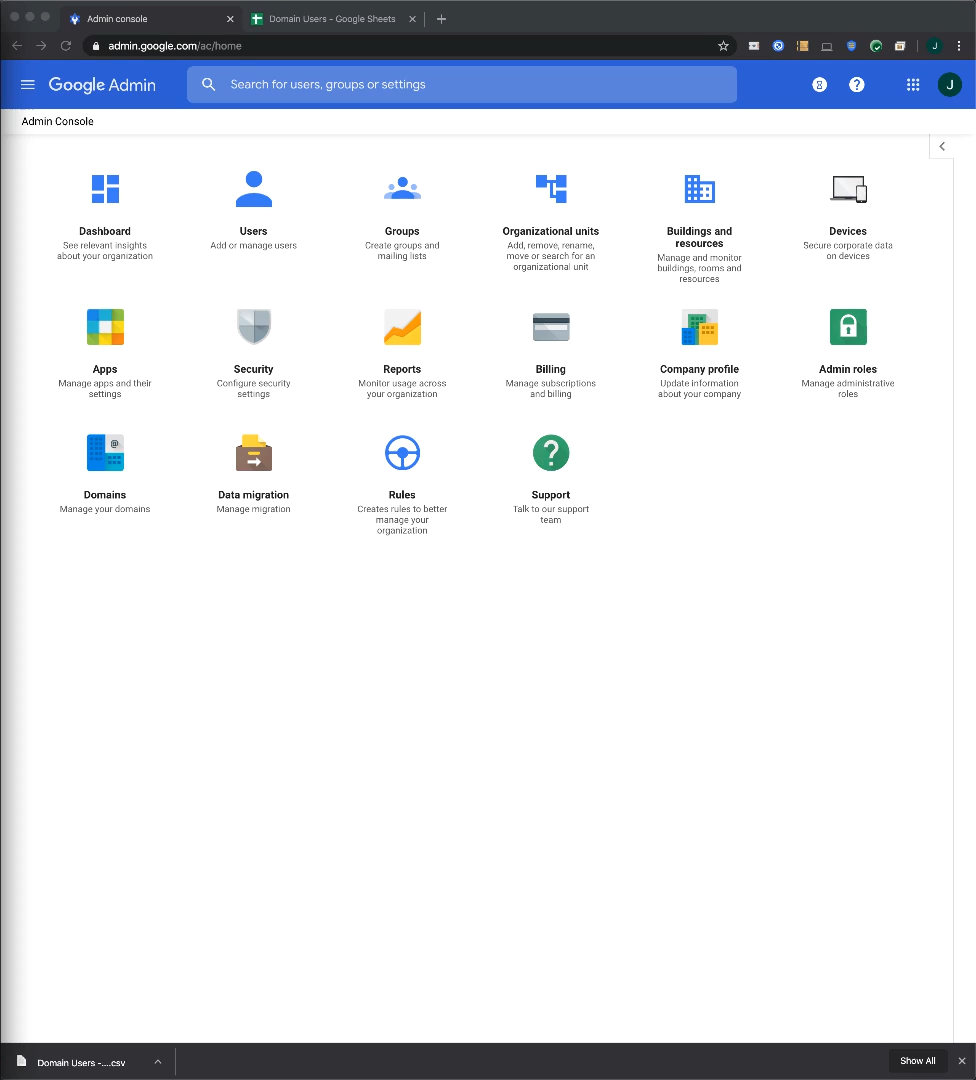 Admin console
Domain Users - Google Sheets
admin.google.com/ac/home
J
Google Admin
Search for users, groups or settings
?
J
Admin Console
Dashboard
See relevant insights
about your organization
Users
Add or manage users
Groups
Create groups and
mailing lists
Organizational units
Add, remove, rename,
move or search for an
organizational unit
Buildings and
resources
Manage and monitor
buildings, rooms and
resources
Devices
Secure corporate data
on devices
Apps
Manage apps and their
settings
Security
Configure security
settings
Reports
Monitor usage across
your organization
Billing
Manage subscriptions
and billing
Company profile
Update information
about your company
Admin roles
Manage administrative
roles
@
Domains
Manage your domains
Data migration
Manage migration
Rules
Creates rules to better
manage your
organization
?
Support
Talk to our support
team
Domain Users -....csv
Show All